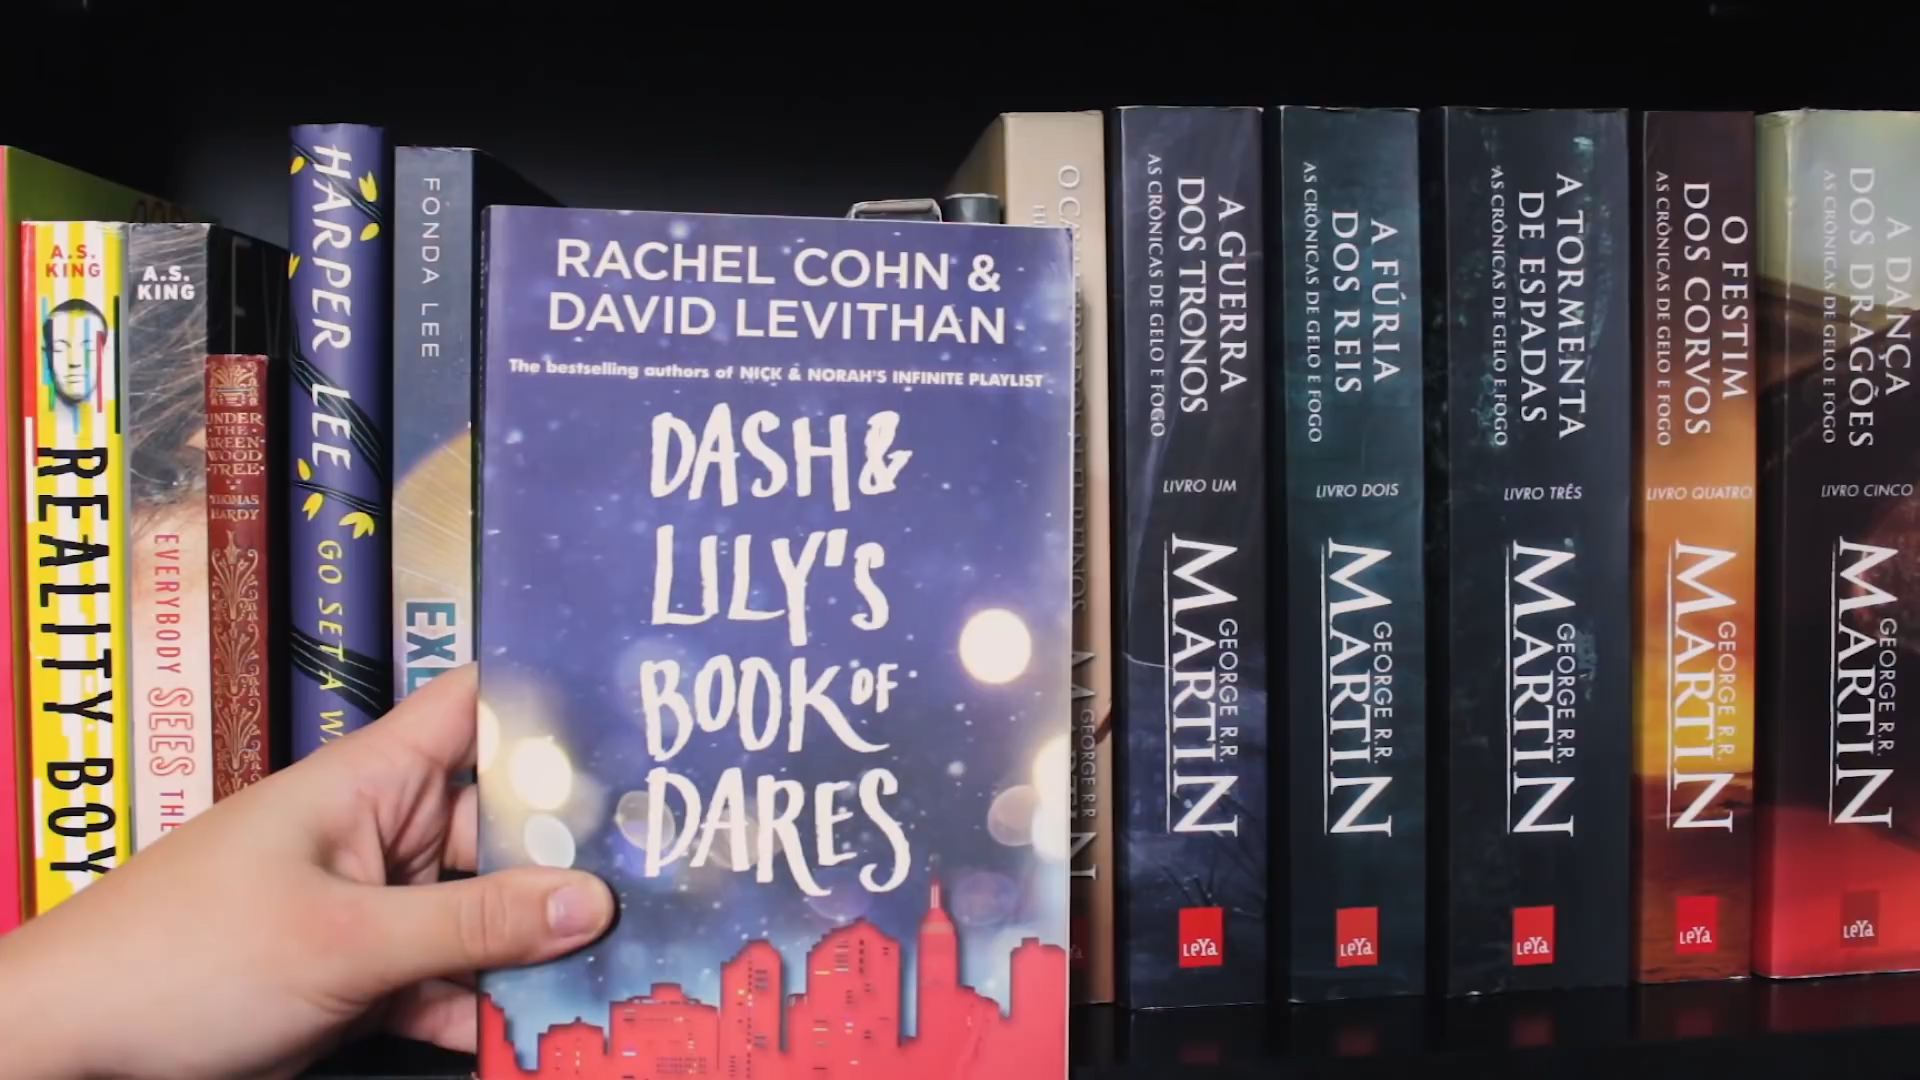 A.S.
KING
REALITY BOY
A.S.
KING
EVERYBODY SEES THE
UNDER
THE
GREEN
WOOD
TREE
THOMAS
HARDY
HARPER LEE
GO SET A W
FONDA LEE
EXE
RACHEL COHN &
DAVID LEVITHAN
The bestselling authors of NICK & NORAH'S INFINITE PLAYLIST
DASH &
LILY'S
BOOK OF
DARES
GEORGE R.R.
MARTIN
A GUERRA
DOS TRONOS
AS CRÔNICAS DE GELO E FOGO
LIVRO UM
GEORGE R.R.
MARTIN
LeYa
A FÚRIA
DOS REIS
AS CRÔNICAS DE GELO E FOGO
LIVRO DOIS
GEORGE R.R.
MARTIN
LeYa
A TORMENTA
DE ESPADAS
AS CRÔNICAS DE GELO E FOGO
LIVRO TRÊS
GEORGE R.R.
MARTIN
LeYa
O FESTIM
DOS CORVOS
AS CRÔNICAS DE GELO E FOGO
LIVRO QUATRO
GEORGE R.R.
MARTIN
LeYa
A DANÇA
DOS DRAGÕES
AS CRÔNICAS DE GELO E FOGO
LIVRO CINCO
GEORGE R.R.
MARTIN
LeYa